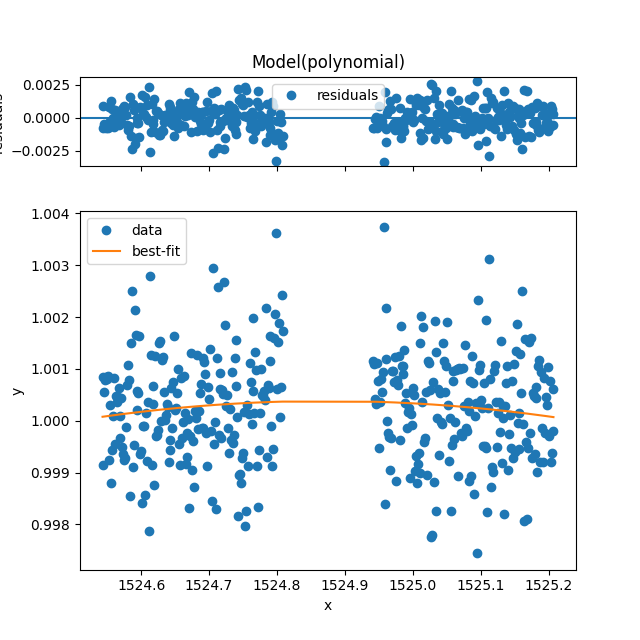 Model(polynomial)
0.0025
0.0000
−0.0025
residuals
1.004
1.003
1.002
1.001
1.000
0.999
0.998
y
data
best-fit
1524.6 1524.7 1524.8 1524.9 1525.0 1525.1 1525.2
x